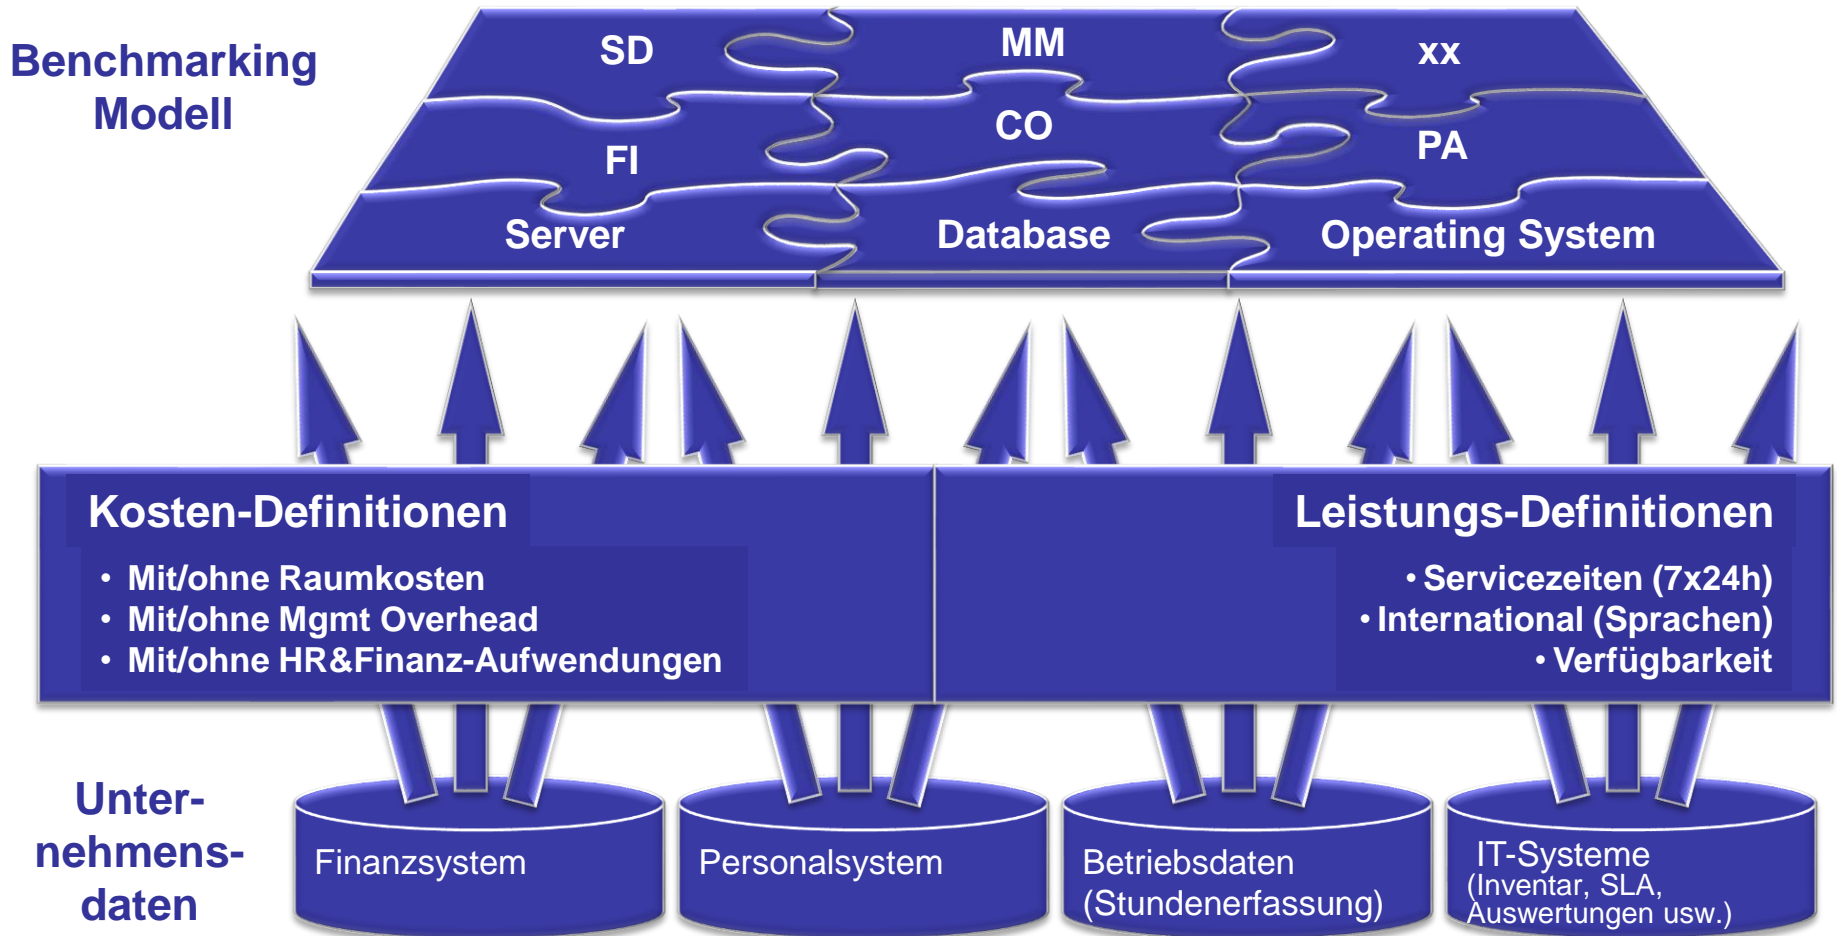 Benchmarking
Modell
SD
MM
xx
FI
CO
PA
Server
Database
Operating System
Kosten-Definitionen
• Mit/ohne Raumkosten
• Mit/ohne Mgmt Overhead
• Mit/ohne HR&Finanz-Aufwendungen
Leistungs-Definitionen
• Servicezeiten (7x24h)
• International (Sprachen)
• Verfügbarkeit
Unter-
nehmens-
daten
Finanzsystem
Personalsystem
Betriebsdaten
(Stundenerfassung)
IT-Systeme
(Inventar, SLA,
Auswertungen usw.)